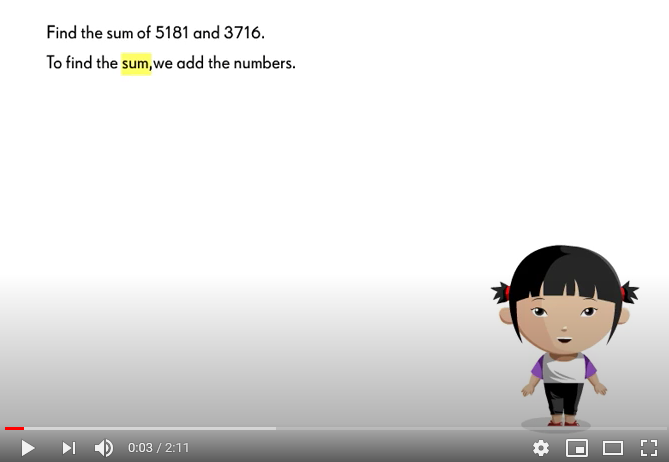 Find the sum of 5181 and 3716.
To find the sum,we add the numbers.
0:03 / 2:11